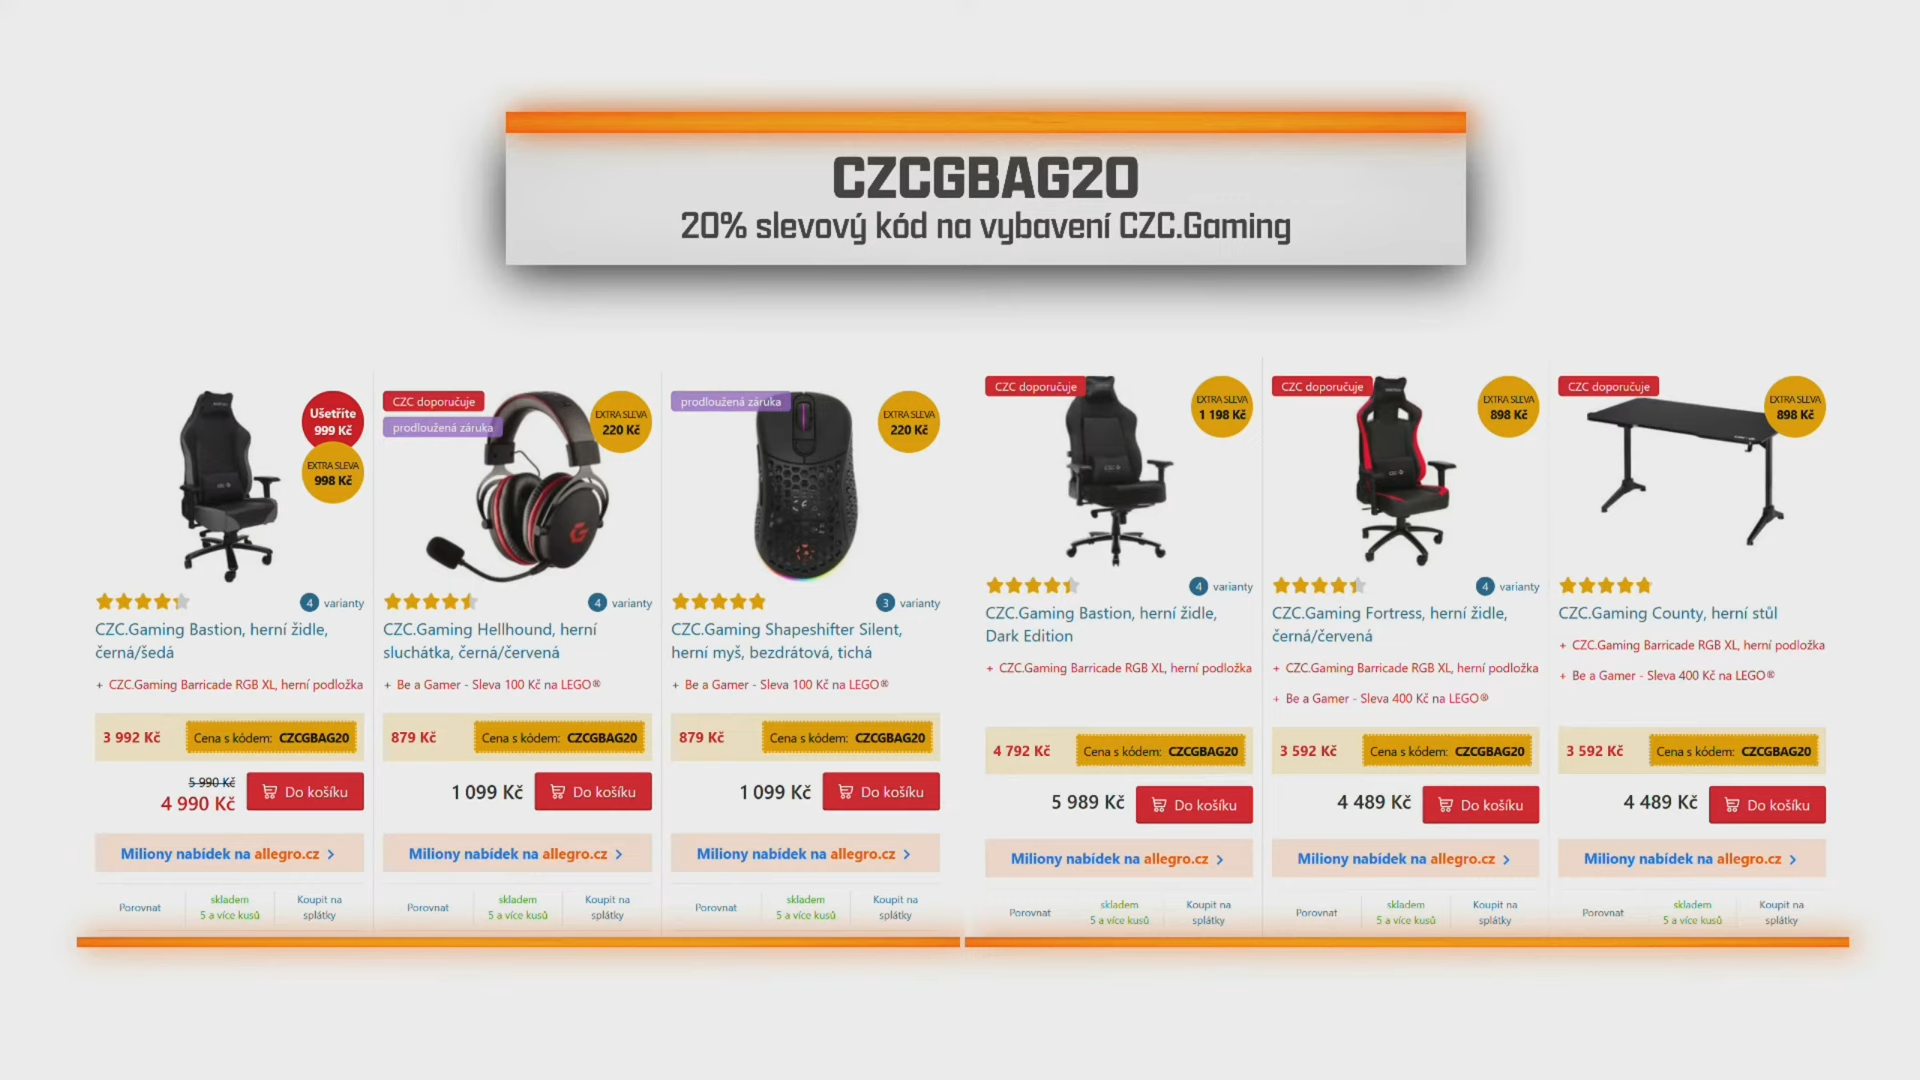 CZCGBAG20
20% slevový kód na vybavení CZC.Gaming
Ušetříte
999 Kč
EXTRA SLEVA
998 Kč
4 varianty
CZC.Gaming Bastion, herní židle,
černá/šedá
+ CZC.Gaming Barricade RGB XL, herní podložka
3 992 Kč Cena s kódem: CZCGBAG20
5 990 Kč
4 990 Kč Do košíku
Miliony nabídek na allegro.cz >
Porovnat
skladem
5 a více kusů
Koupit na
splátky
CZC doporučuje
prodloužená záruka
EXTRA SLEVA
220 Kč
4 varianty
CZC.Gaming Hellhound, herní
sluchátka, černá/červená
+ Be a Gamer - Sleva 100 Kč na LEGO®
879 Kč Cena s kódem: CZCGBAG20
1 099 Kč Do košíku
Miliony nabídek na allegro.cz >
Porovnat
skladem
5 a více kusů
Koupit na
splátky
prodloužená záruka
EXTRA SLEVA
220 Kč
3 varianty
CZC.Gaming Shapeshifter Silent,
herní myš, bezdrátová, tichá
+ Be a Gamer - Sleva 100 Kč na LEGO®
879 Kč Cena s kódem: CZCGBAG20
1 099 Kč Do košíku
Miliony nabídek na allegro.cz >
Porovnat
skladem
5 a více kusů
Koupit na
splátky
CZC doporučuje
EXTRA SLEVA
1 198 Kč
4 varianty
CZC.Gaming Bastion, herní židle,
Dark Edition
+ CZC.Gaming Barricade RGB XL, herní podložka
4 792 Kč Cena s kódem: CZCGBAG20
5 989 Kč Do košíku
Miliony nabídek na allegro.cz >
Porovnat
skladem
5 a více kusů
Koupit na
splátky
CZC doporučuje
EXTRA SLEVA
898 Kč
4 varianty
CZC.Gaming Fortress, herní židle,
černá/červená
+ CZC.Gaming Barricade RGB XL, herní podložka
+ Be a Gamer - Sleva 400 Kč na LEGO®
3 592 Kč Cena s kódem: CZCGBAG20
4 489 Kč Do košíku
Miliony nabídek na allegro.cz >
Porovnat
skladem
5 a více kusů
Koupit na
splátky
CZC doporučuje
EXTRA SLEVA
898 Kč
CZC.Gaming County, herní stůl
+ CZC.Gaming Barricade RGB XL, herní podložka
+ Be a Gamer - Sleva 400 Kč na LEGO®
3 592 Kč Cena s kódem: CZCGBAG20
4 489 Kč Do košíku
Miliony nabídek na allegro.cz >
Porovnat
skladem
5 a více kusů
Koupit na
splátky